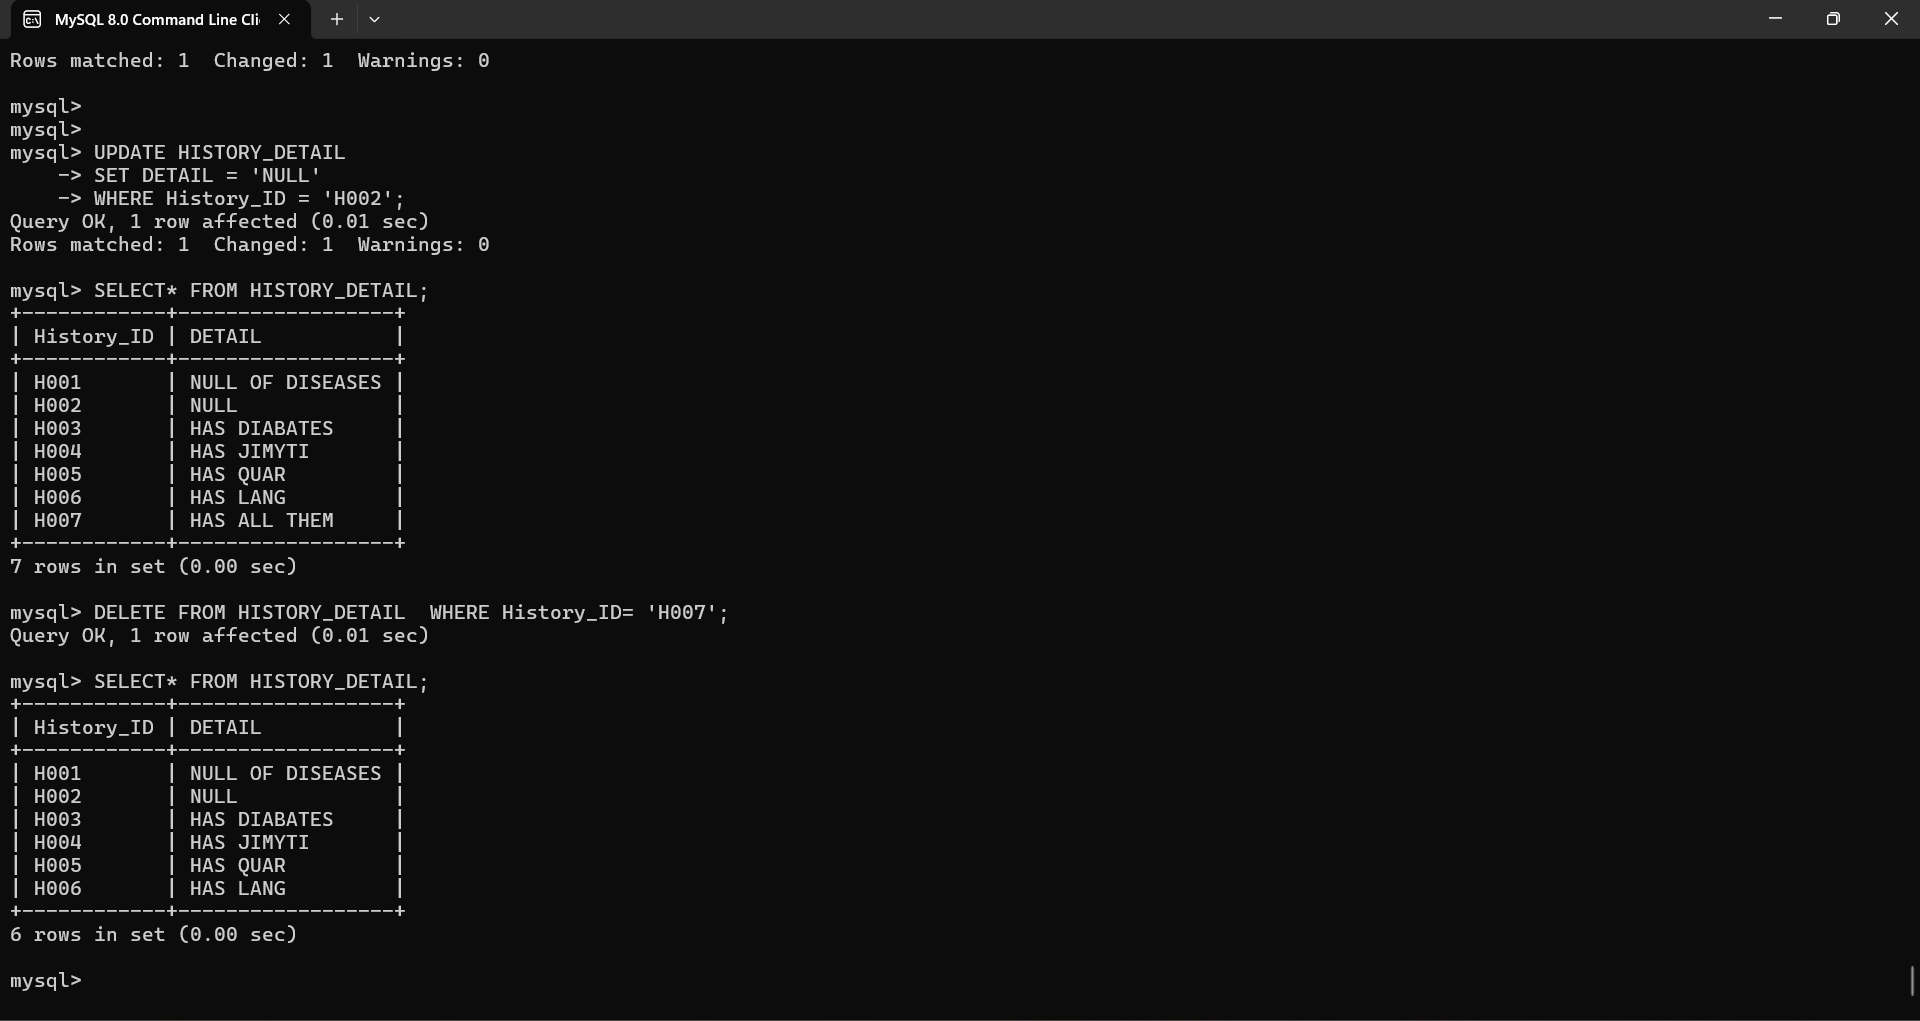 MySQL 8.0 Command Line Cli
Rows matched: 1  Changed: 1  Warnings: 0
mysql>
mysql>
mysql> UPDATE HISTORY_DETAIL
    -> SET DETAIL = 'NULL'
    -> WHERE History_ID = 'H002';
Query OK, 1 row affected (0.01 sec)
Rows matched: 1  Changed: 1  Warnings: 0
mysql> SELECT* FROM HISTORY_DETAIL;
+------------+------------------+
| History_ID | DETAIL           |
+------------+------------------+
| H001       | NULL OF DISEASES |
| H002       | NULL             |
| H003       | HAS DIABATES     |
| H004       | HAS JIMYTI       |
| H005       | HAS QUAR         |
| H006       | HAS LANG         |
| H007       | HAS ALL THEM     |
+------------+------------------+
7 rows in set (0.00 sec)
mysql> DELETE FROM HISTORY_DETAIL  WHERE History_ID= 'H007';
Query OK, 1 row affected (0.01 sec)
mysql> SELECT* FROM HISTORY_DETAIL;
+------------+------------------+
| History_ID | DETAIL           |
+------------+------------------+
| H001       | NULL OF DISEASES |
| H002       | NULL             |
| H003       | HAS DIABATES     |
| H004       | HAS JIMYTI       |
| H005       | HAS QUAR         |
| H006       | HAS LANG         |
+------------+------------------+
6 rows in set (0.00 sec)
mysql>